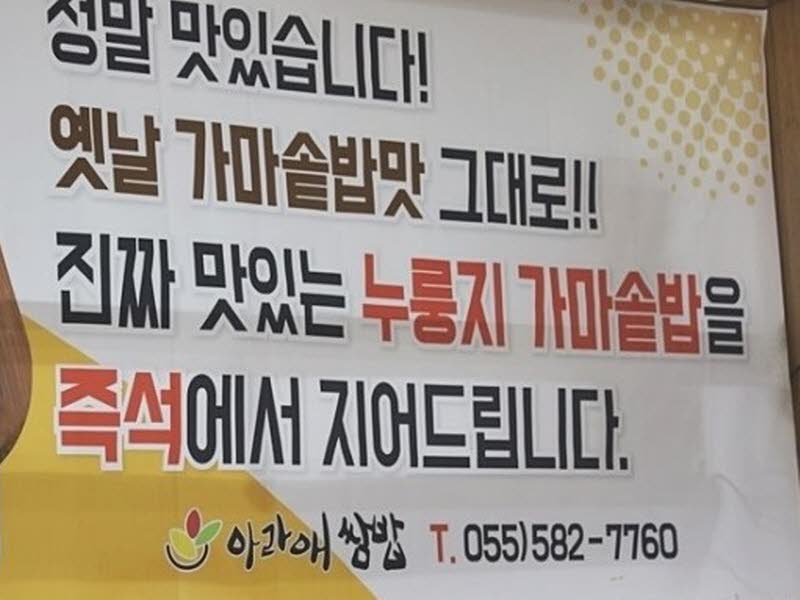 정말 맛있습니다!
옛날 가마솥밥맛 그대로!!
진짜 맛있는 누룽지 가마솥밥을
즉석에서 지어드립니다.
아라애 쌈밥 T. 055)582-7760